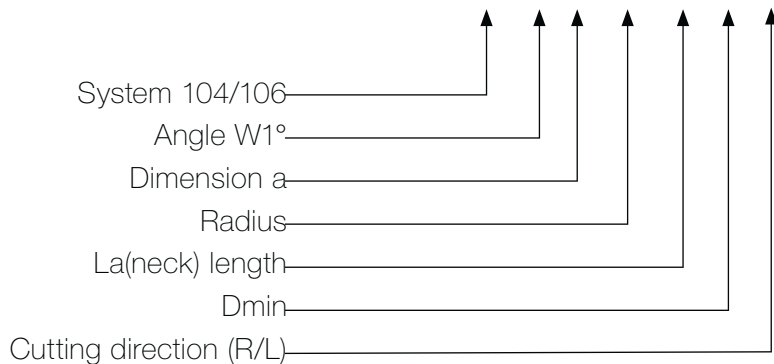 System 104/106
Angle W1°
Dimension a
Radius
La(neck) length
Dmin
Cutting direction (R/L)